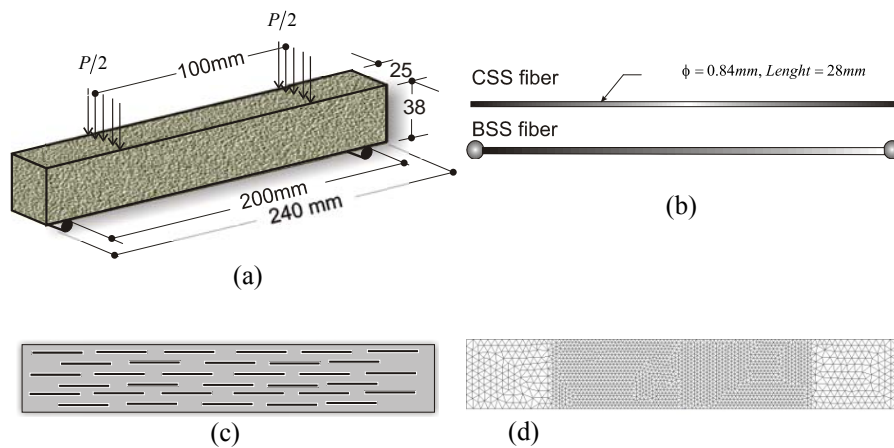 P/2
P/2
100mm
25
38
200mm
240 mm
(a)
CSS fiber
ϕ = 0.84mm, Lenght = 28mm
BSS fiber
(b)
(c)
(d)